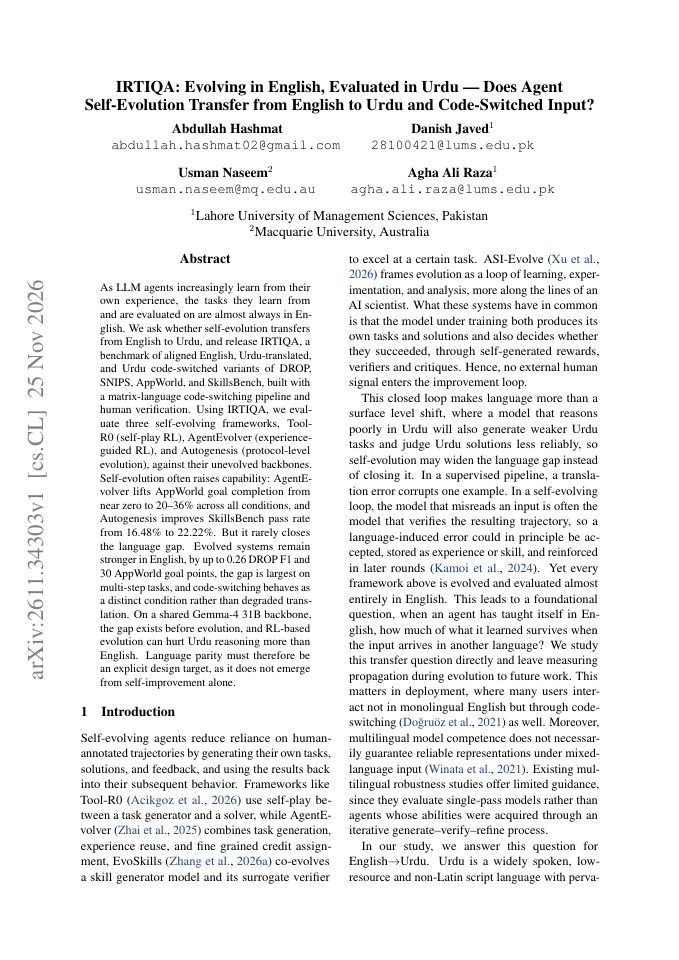 IRTIQA: Evolving in English, Evaluated in Urdu — Does Agent
Self-Evolution Transfer from English to Urdu and Code-Switched Input?
Abdullah Hashmat
abdullah.hashmat02@gmail.com
Danish Javed1
28100421@lums.edu.pk
Usman Naseem2
usman.naseem@mq.edu.au
Agha Ali Raza1
agha.ali.raza@lums.edu.pk
1Lahore University of Management Sciences, Pakistan
2Macquarie University, Australia
arXiv:2611.34303v1 [cs.CL] 25 Nov 2026
Abstract
As LLM agents increasingly learn from their
own experience, the tasks they learn from
and are evaluated on are almost always in En-
glish. We ask whether self-evolution transfers
from English to Urdu, and release IRTIQA, a
benchmark of aligned English, Urdu-translated,
and Urdu code-switched variants of DROP,
SNIPS, AppWorld, and SkillsBench, built with
a matrix-language code-switching pipeline and
human verification. Using IRTIQA, we eval-
uate three self-evolving frameworks, Tool-
R0 (self-play RL), AgentEvolver (experience-
guided RL), and Autogenesis (protocol-level
evolution), against their unevolved backbones.
Self-evolution often raises capability: AgentE-
volver lifts AppWorld goal completion from
near zero to 20–36% across all conditions, and
Autogenesis improves SkillsBench pass rate
from 16.48% to 22.22%. But it rarely closes
the language gap. Evolved systems remain
stronger in English, by up to 0.26 DROP F1 and
30 AppWorld goal points, the gap is largest on
multi-step tasks, and code-switching behaves as
a distinct condition rather than degraded trans-
lation. On a shared Gemma-4 31B backbone,
the gap exists before evolution, and RL-based
evolution can hurt Urdu reasoning more than
English. Language parity must therefore be
an explicit design target, as it does not emerge
from self-improvement alone.
1 Introduction
Self-evolving agents reduce reliance on human-
annotated trajectories by generating their own tasks,
solutions, and feedback, and using the results back
into their subsequent behavior. Frameworks like
Tool-R0 (Acikgoz et al., 2026) use self-play be-
tween a task generator and a solver, while AgentE-
volver (Zhai et al., 2025) combines task generation,
experience reuse, and fine grained credit assign-
ment, EvoSkills (Zhang et al., 2026a) co-evolves
a skill generator model and its surrogate verifier
to excel at a certain task. ASI-Evolve (Xu et al.,
2026) frames evolution as a loop of learning, exper-
imentation, and analysis, more along the lines of an
AI scientist. What these systems have in common
is that the model under training both produces its
own tasks and solutions and also decides whether
they succeeded, through self-generated rewards,
verifiers and critiques. Hence, no external human
signal enters the improvement loop.
This closed loop makes language more than a
surface level shift, where a model that reasons
poorly in Urdu will also generate weaker Urdu
tasks and judge Urdu solutions less reliably, so
self-evolution may widen the language gap instead
of closing it. In a supervised pipeline, a transla-
tion error corrupts one example. In a self-evolving
loop, the model that misreads an input is often the
model that verifies the resulting trajectory, so a
language-induced error could in principle be ac-
cepted, stored as experience or skill, and reinforced
in later rounds (Kamoi et al., 2024). Yet every
framework above is evolved and evaluated almost
entirely in English. This leads to a foundational
question, when an agent has taught itself in En-
glish, how much of what it learned survives when
the input arrives in another language? We study
this transfer question directly and leave measuring
propagation during evolution to future work. This
matters in deployment, where many users inter-
act not in monolingual English but through code-
switching (Doğruöz et al., 2021) as well. Moreover,
multilingual model competence does not necessar-
ily guarantee reliable representations under mixed-
language input (Winata et al., 2021). Existing mul-
tilingual robustness studies offer limited guidance,
since they evaluate single-pass models rather than
agents whose abilities were acquired through an
iterative generate–verify–refine process.
In our study, we answer this question for
English→Urdu. Urdu is a widely spoken, low-
resource and non-Latin script language with perva-